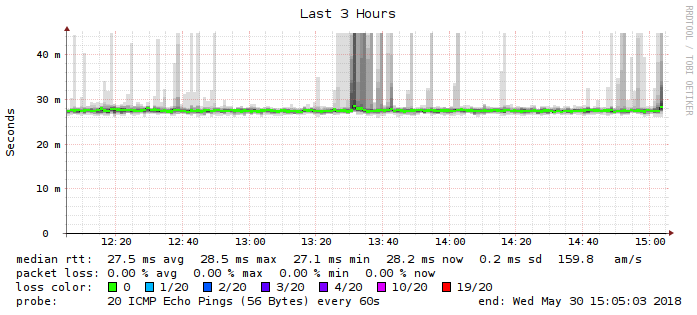 Last 3 Hours
RRDTOOL / TOBI OETIKER
Seconds
40 m
30 m
20 m
10 m
0
12:20 12:40 13:00 13:20 13:40 14:00 14:20 14:40 15:00
median rtt: 27.5 ms avg 28.5 ms max 27.1 ms min 28.2 ms now 0.2 ms sd 159.8 am/s
packet loss: 0.00 % avg 0.00 % max 0.00 % min 0.00 % now
loss color: 0 1/20 2/20 3/20 4/20 10/20 19/20
probe: 20 ICMP Echo Pings (56 Bytes) every 60s end: Wed May 30 15:05:03 2018